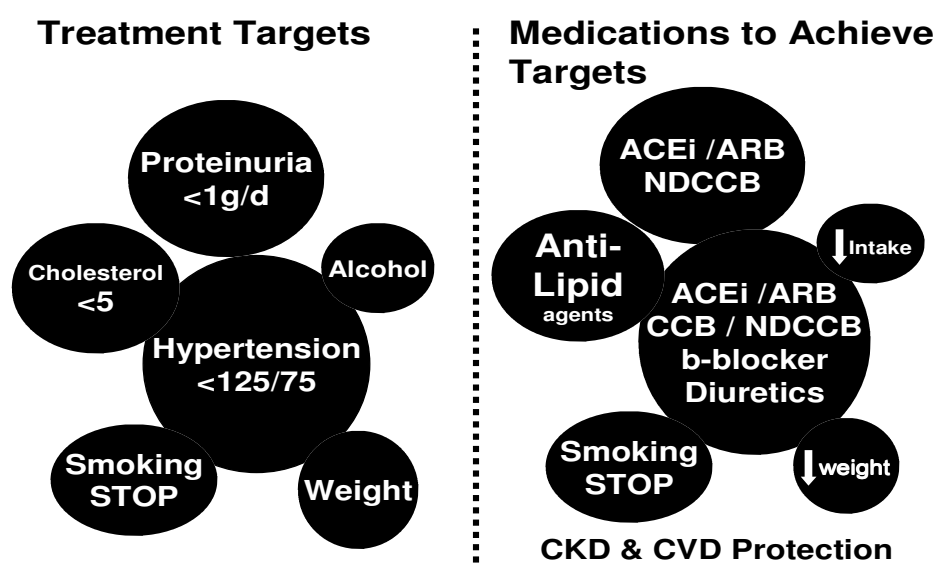 Treatment Targets
Proteinuria
<1g/d
Cholesterol
<5
Alcohol
Hypertension
<125/75
Smoking
STOP
Weight
Medications to Achieve
Targets
ACEi /ARB
NDCCB
Anti-
Lipid
agents
Intake
ACEi /ARB
CCB / NDCCB
b-blocker
Diuretics
Smoking
STOP
weight
CKD & CVD Protection